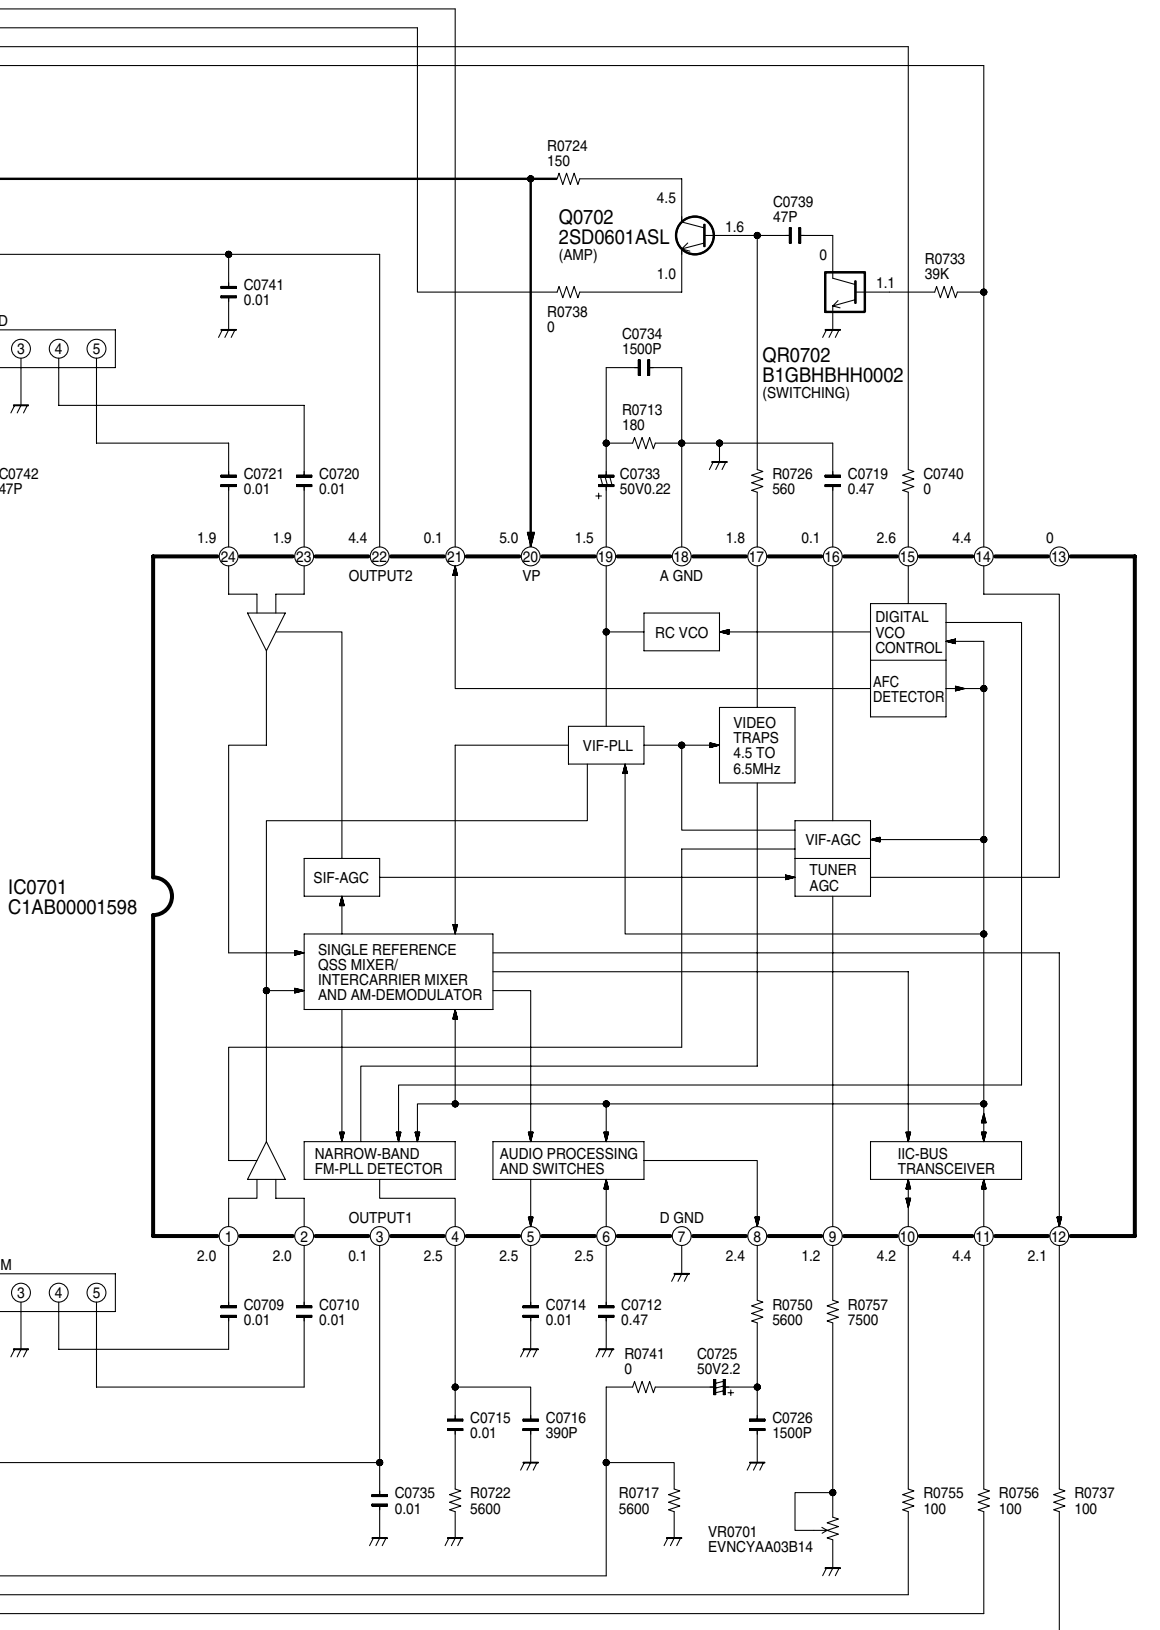 R0724
150
4.5
Q0702
2SD0601ASL
(AMP)
1.6
C0739
47P
0
1.0
R0738
0
1.1
R0733
39K
C0741
0.01
D
3 4 5
C0734
1500P
QR0702
B1GBHBHH0002
(SWITCHING)
R0713
180
C0742
47P
C0721
0.01
C0720
0.01
C0733
50V0.22
+
R0726
560
C0719
0.47
C0740
0
1.9 1.9 4.4 0.1 5.0 1.5 1.8 0.1 2.6 4.4 0
24 23 22 21 20 19 18 17 16 15 14 13
OUTPUT2 VP A GND
RC VCO
DIGITAL
VCO
CONTROL
AFC
DETECTOR
VIF-PLL
VIDEO
TRAPS
4.5 TO
6.5MHz
VIF-AGC
TUNER
AGC
SIF-AGC
IC0701
C1AB00001598
SINGLE REFERENCE
QSS MIXER/
INTERCARRIER MIXER
AND AM-DEMODULATOR
NARROW-BAND
FM-PLL DETECTOR
AUDIO PROCESSING
AND SWITCHES
IIC-BUS
TRANSCEIVER
OUTPUT1 D GND
1 2 3 4 5 6 7 8 9 10 11 12
2.0 2.0 0.1 2.5 2.5 2.5 2.4 1.2 4.2 4.4 2.1
M
3 4 5
C0709
0.01
C0710
0.01
C0714
0.01
C0712
0.47
R0750
5600
R0757
7500
R0741
0
C0725
50V2.2
+
C0715
0.01
C0716
390P
C0726
1500P
C0735
0.01
R0722
5600
R0717
5600
VR0701
EVNCYAA03B14
R0755
100
R0756
100
R0737
100